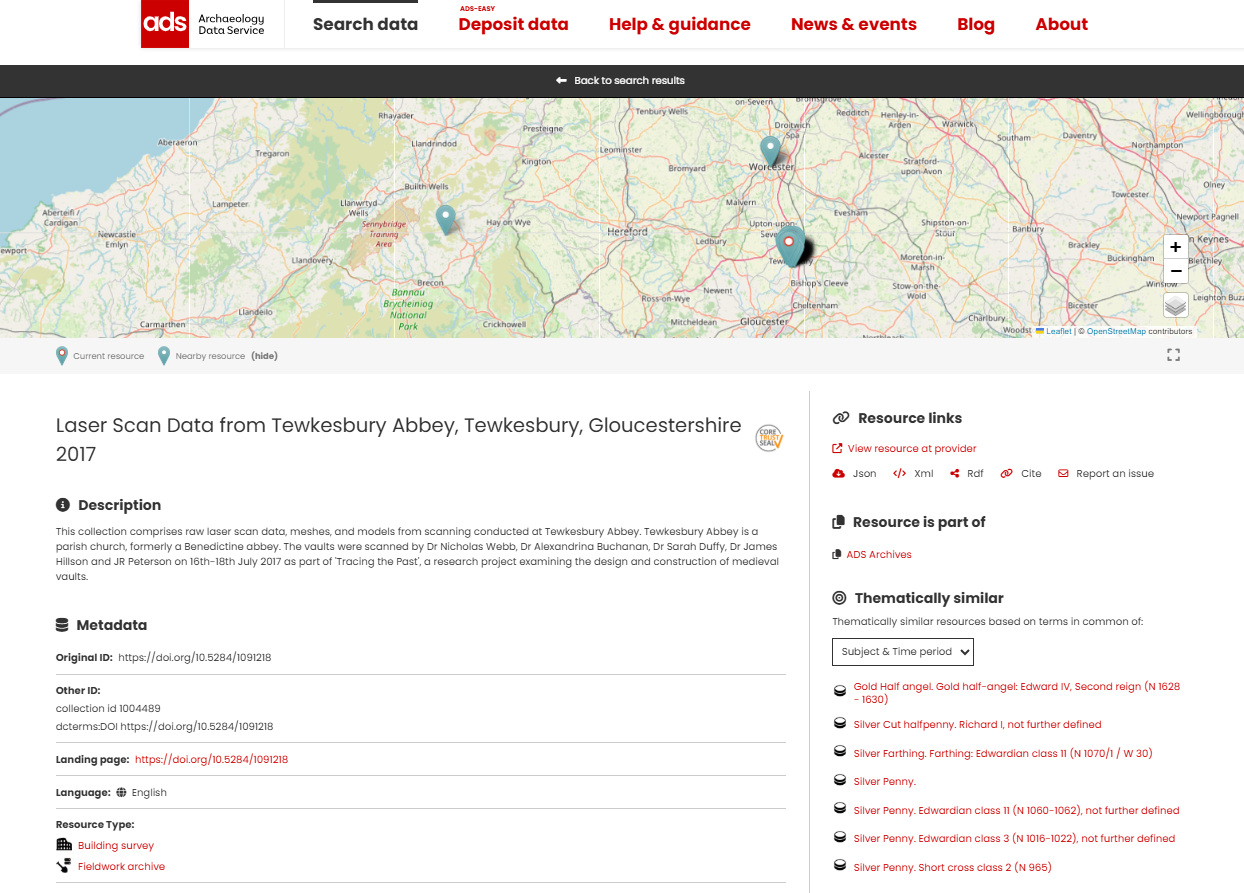 ads
Archaeology
Data Service
Search data
ADS-EASY
Deposit data
Help & guidance
News & events
Blog
About
Back to search results
Rhayader
Presteigne
Tenbury Wells
on-Severn
Bromsgrove
Redditch
Henley-in-
Arden
Warwick
Southam
Daventry
Wellingborough
Northampton
Aberaeron
Tregaron
Llandrindod
Kington
Leominster
Bromyard
Droitwich
Spa
Worcester
Alcester
Stratford-
upon-Avon
Towcester
Olney
Newport Pagnell
Builth Wells
Llanwrtyd
Wells
Lampeter
Aberteifi /
Cardigan
Newcastle
Emlyn
ewport
Sennybridge
Training
Area
Hay on Wye
Hereford
Malvern
Ledbury
Upton-upon-
Evesham
Shipston-on-
Stour
Banbury
Brackley
Buckingham
n Keynes
Bletchley
Llandovery
Brecon
Bannau
Brycheiniog
National
Park
Llandeilo
Carmarthen
Crickhowell
Ross-on-Wye
Newent
Mitcheldean
Gloucester
Bishop's Cleeve
Cheltenham
Moreton-in-
Marsh
Stow-on-the-
Wold
Charlbury
Bicester
Winslow
Leighton Buzz
Woodst
+
−
Leaflet | © OpenStreetMap contributors
Current resource
Nearby resource (hide)
Laser Scan Data from Tewkesbury Abbey, Tewkesbury, Gloucestershire
2017
CORE
TRUST
SEAL
Description
This collection comprises raw laser scan data, meshes, and models from scanning conducted at Tewkesbury Abbey. Tewkesbury Abbey is a
parish church, formerly a Benedictine abbey. The vaults were scanned by Dr Nicholas Webb, Dr Alexandrina Buchanan, Dr Sarah Duffy, Dr James
Hillson and JR Peterson on 16th-18th July 2017 as part of 'Tracing the Past', a research project examining the design and construction of medieval
vaults.
Metadata
Original ID: https://doi.org/10.5284/1091218
Other ID:
collection id 1004489
dcterms:DOI https://doi.org/10.5284/1091218
Landing page: https://doi.org/10.5284/1091218
Language: English
Resource Type:
Building survey
Fieldwork archive
Resource links
View resource at provider
Json
Xml
Rdf
Cite
Report an issue
Resource is part of
ADS Archives
Thematically similar
Thematically similar resources based on terms in common of:
Subject & Time period
Gold Half angel. Gold half-angel: Edward IV, Second reign (N 1628
- 1630)
Silver Cut halfpenny. Richard I, not further defined
Silver Farthing. Farthing: Edwardian class 11 (N 1070/1 / W 30)
Silver Penny.
Silver Penny. Edwardian class 11 (N 1060-1062), not further defined
Silver Penny. Edwardian class 3 (N 1016-1022), not further defined
Silver Penny. Short cross class 2 (N 965)